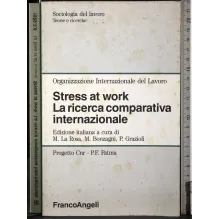 Sociologia del lavoro
Teorie e ricerche
Organizzazione Internazionale del Lavoro
Stress at work
La ricerca comparativa
internazionale
Edizione italiana a cura di
M. La Rosa, M. Bonzagni, P. Grazioli
Progetto Cnr - P.F. Fatma
FrancoAngeli